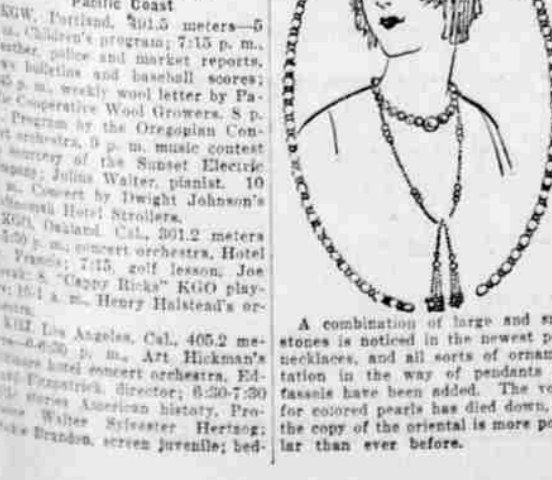 Pacific Coast
KGW, Portland, 491.5 meters—5
Children's program; 7:15 p. m.,
police and market reports,
bulletins and baseball scores;
p. m., weekly wool letter by Pa-
Cooperative Wool Growers. 8 p.
Program by the Oregonian Con-
orchestra, 9 p. m. music contest
courtesy of the Sunset Electric
Julius Walter, pianist. 10
m. Concert by Dwight Johnson's
Hotel Strollers.
KGO, Oakland, Cal., 361.2 meters
p. m., concert orchestra, Hotel
Francis; 7:15, golf lesson, Joe
8, "Cappy Ricks" KGO play-
a. m., Henry Halstead's or-
KHJ, Los Angeles, Cal., 405.2 me-
p. m., Art Hickman's
hotel concert orchestra, Ed-
Fitzpatrick, director; 6:30-7:30
stories American history, Pro-
Walter Sylvester Hertzog;
Brandon, screen juvenile; bed-
A combination of large and
stones is noticed in the newest
necklaces, and all sorts of ornam
tation in the way of pendants
tassels have been added. The
for colored pearls has died down,
the copy of the oriental is more po
lar than ever before.